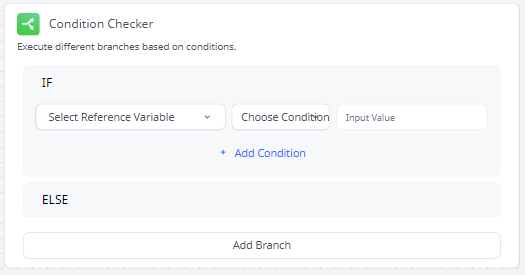 Condition Checker
Execute different branches based on conditions.
IF
Select Reference Variable Choose Condition Input Value
+ Add Condition
ELSE
Add Branch